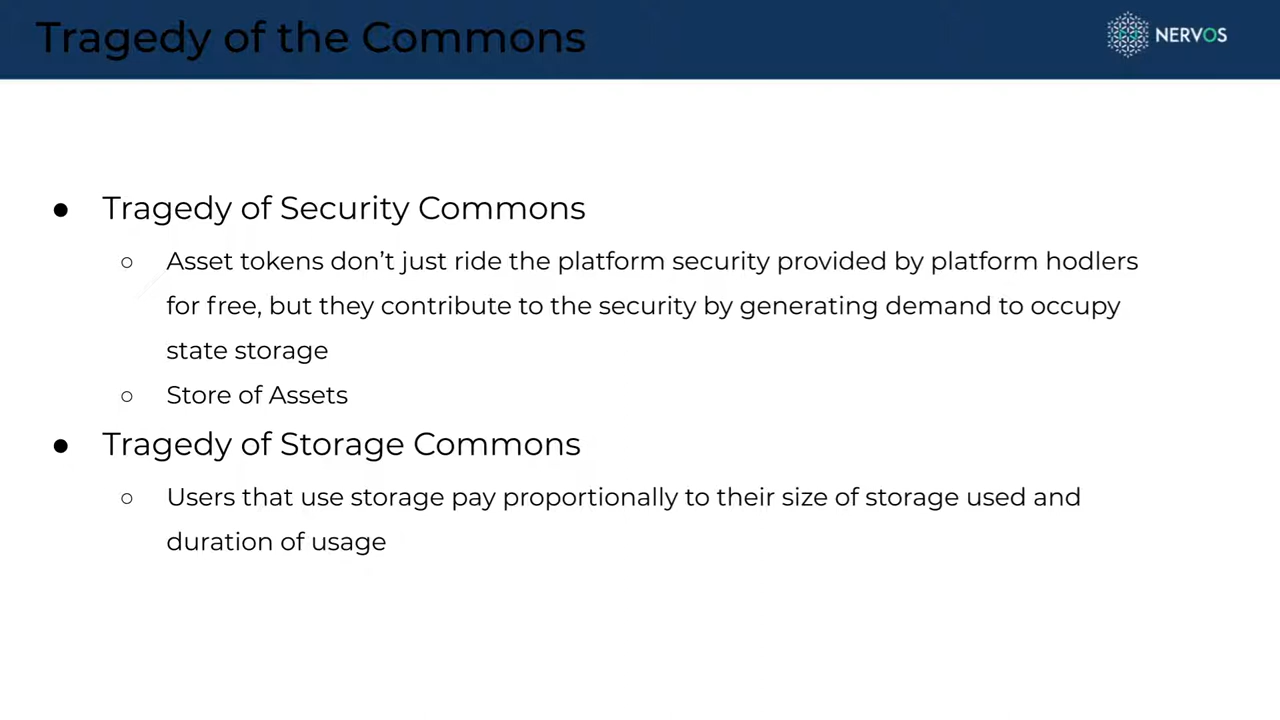 Tragedy of the Commons
NERVOS
● Tragedy of Security Commons
○ Asset tokens don’t just ride the platform security provided by platform hodlers
for free, but they contribute to the security by generating demand to occupy
state storage
○ Store of Assets
● Tragedy of Storage Commons
○ Users that use storage pay proportionally to their size of storage used and
duration of usage